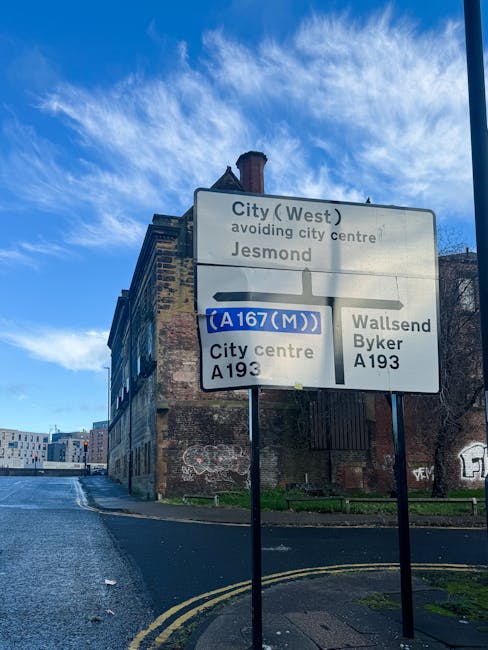 City (West)
avoiding city centre
Jesmond
(A167(M))
City centre
A193
Wallsend
Byker
A193